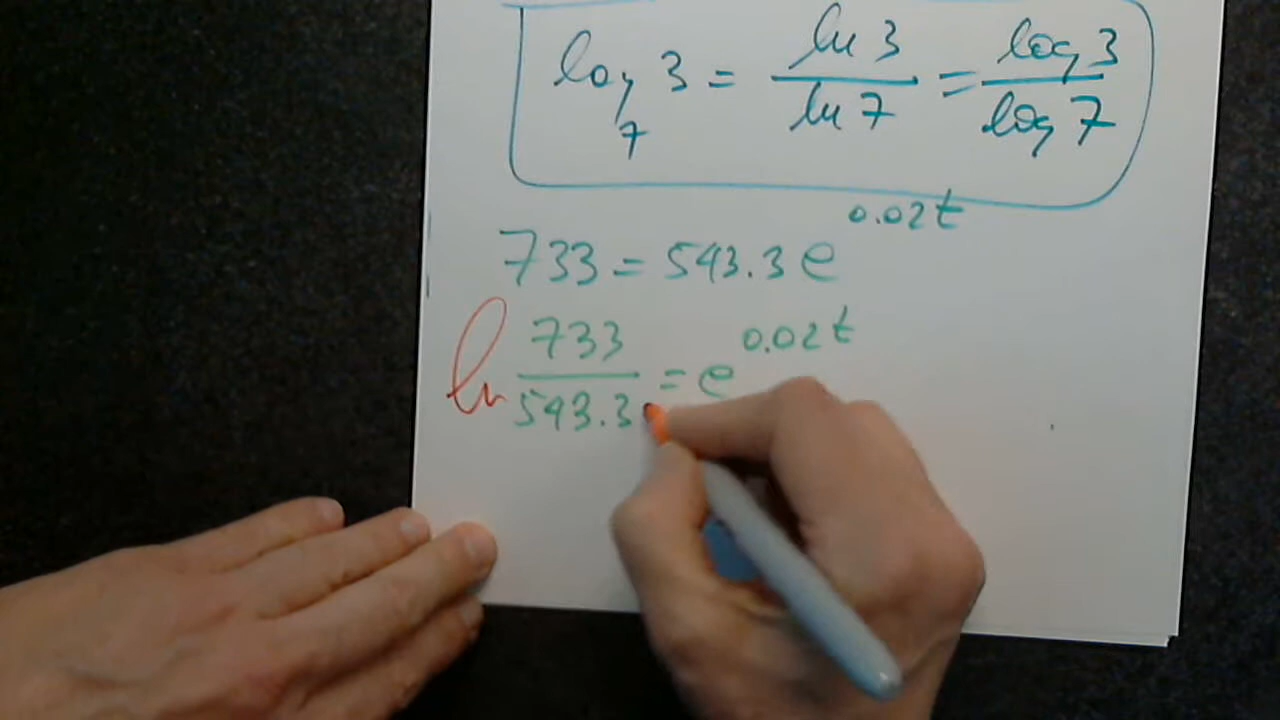 log₇ 3 = ln 3 / ln 7 = log 3 / log 7
733 = 543.3 e^0.02t
ln 733 / 543.3 = e^0.02t